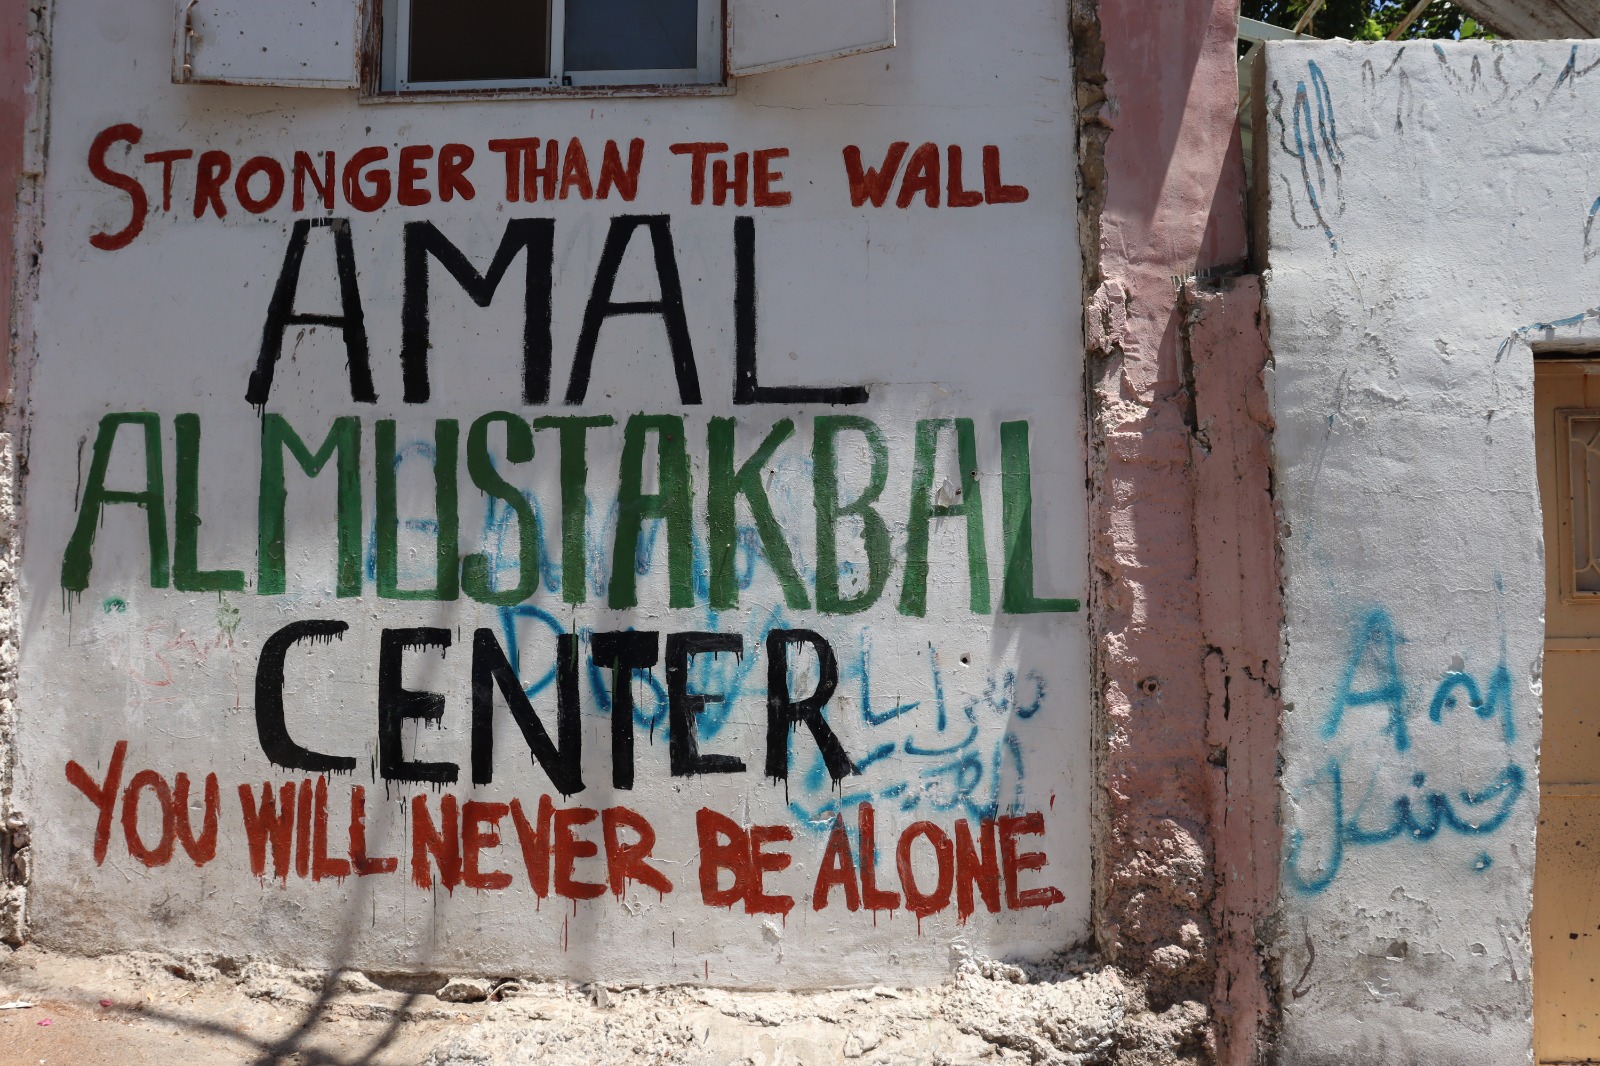 STRONGER THAN THE WALL
AMAL
ALMUSTAKBAL
CENTER
YOU WILL NEVER BE ALONE